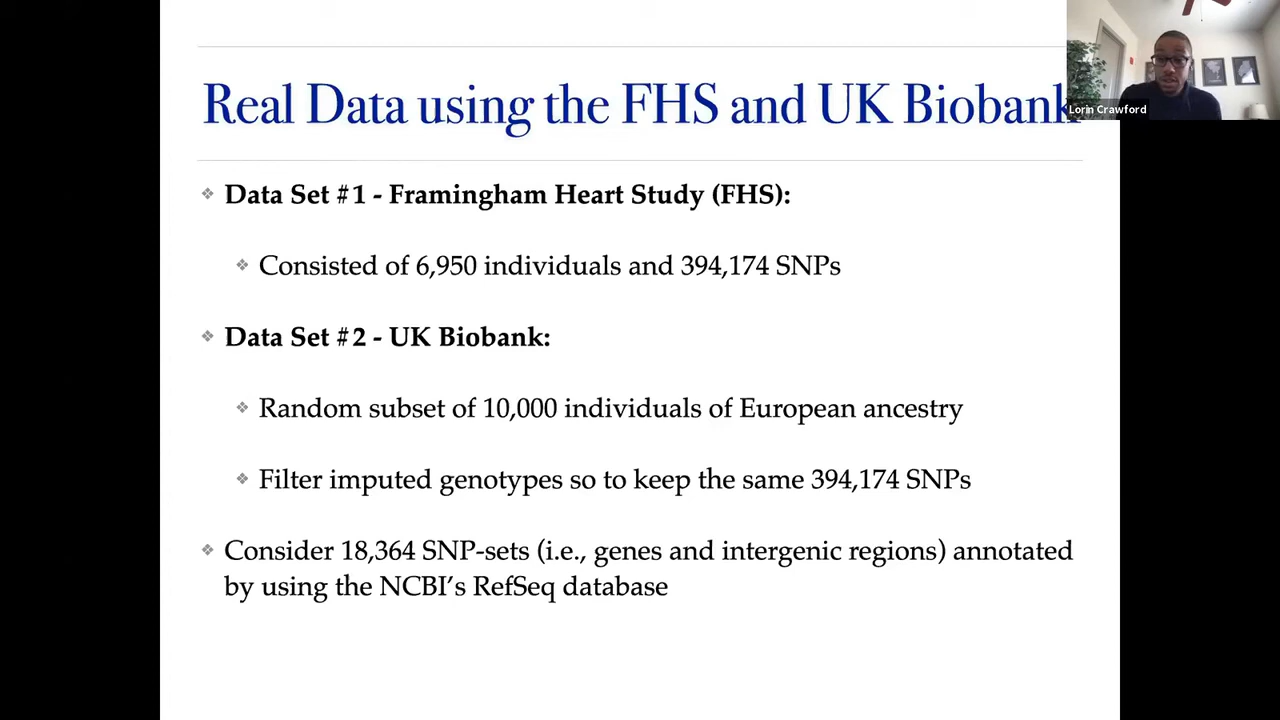 Real Data using the FHS and UK Biobank
Lorin Crawford
❖ Data Set #1 - Framingham Heart Study (FHS):
❖ Consisted of 6,950 individuals and 394,174 SNPs
❖ Data Set #2 - UK Biobank:
❖ Random subset of 10,000 individuals of European ancestry
❖ Filter imputed genotypes so to keep the same 394,174 SNPs
❖ Consider 18,364 SNP-sets (i.e., genes and intergenic regions) annotated
by using the NCBI’s RefSeq database